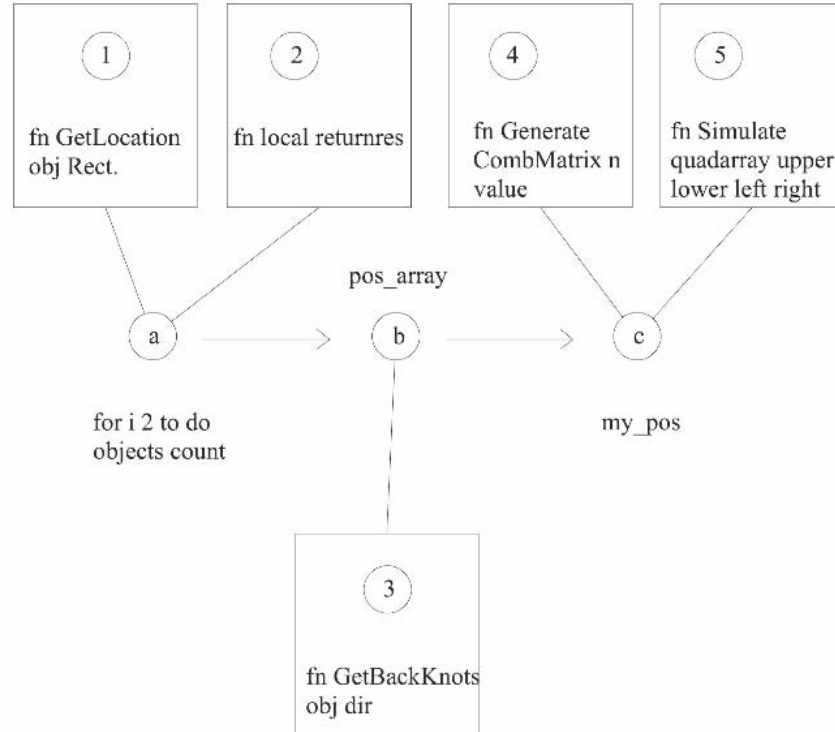 1
fn GetLocation
obj Rect.
2
fn local returnres
4
fn Generate
CombMatrix n
value
5
fn Simulate
quadarray upper
lower left right
pos_array
a
b
c
for i 2 to do
objects count
my_pos
3
fn GetBackKnots
obj dir